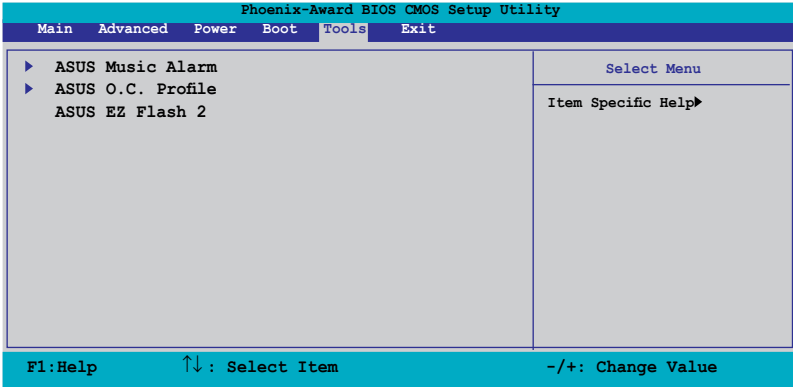 Phoenix-Award BIOS CMOS Setup Utility
Main Advanced Power Boot Tools Exit
ASUS Music Alarm
ASUS O.C. Profile
ASUS EZ Flash 2
Select Menu
Item Specific Help
F1:Help ↑↓: Select Item -/+: Change Value